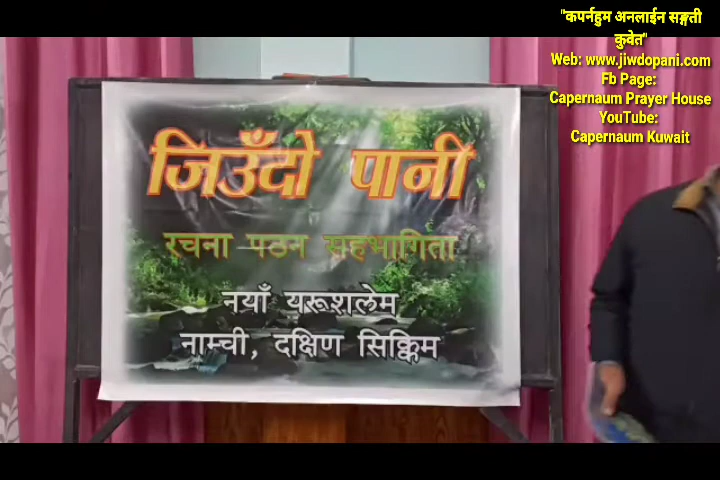 "कपर्नहुम अनलाईन सङ्गती
कुवेत"
Web: www.jiwdopani.com
Fb Page:
Capernaum Prayer House
YouTube:
Capernaum Kuwait
जिउँदो पानी
रचना पठन सहभागिता
नयाँ यरूशलेम
नाम्ची, दक्षिण सिक्किम